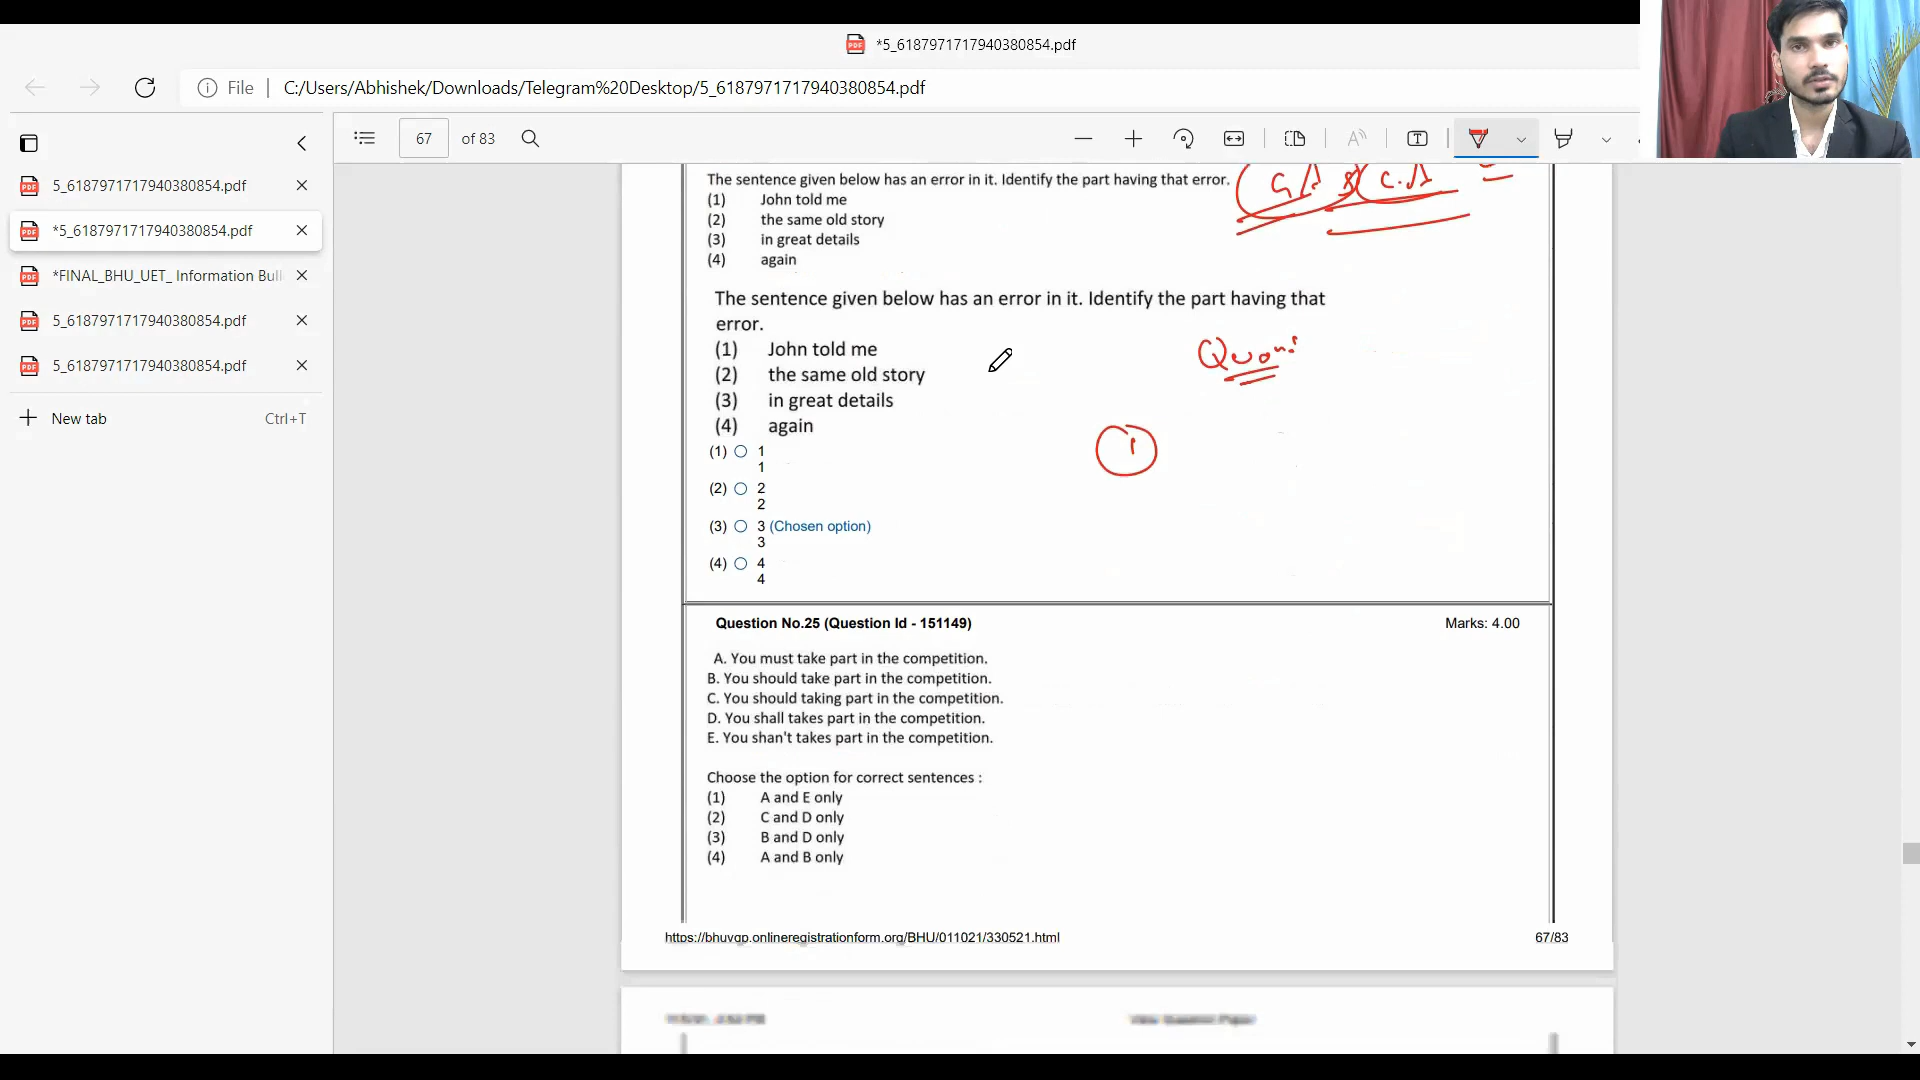 *5_6187971717940380854.pdf
File | C:/Users/Abhishek/Downloads/Telegram%20Desktop/5_6187971717940380854.pdf
67 of 83
5_6187971717940380854.pdf
*5_6187971717940380854.pdf
*FINAL_BHU_UET_ Information Bull
5_6187971717940380854.pdf
5_6187971717940380854.pdf
New tab Ctrl+T
The sentence given below has an error in it. Identify the part having that error.
(1) John told me
(2) the same old story
(3) in great details
(4) again
The sentence given below has an error in it. Identify the part having that
error.
(1) John told me
(2) the same old story
(3) in great details
(4) again
(1) 1
1
(2) 2
2
(3) 3 (Chosen option)
3
(4) 4
4
1
Question No.25 (Question Id - 151149) Marks: 4.00
A. You must take part in the competition.
B. You should take part in the competition.
C. You should taking part in the competition.
D. You shall takes part in the competition.
E. You shan't takes part in the competition.
Choose the option for correct sentences :
(1) A and E only
(2) C and D only
(3) B and D only
(4) A and B only
https://bhuvgp.onlineregistrationform.org/BHU/011021/330521.html 67/83